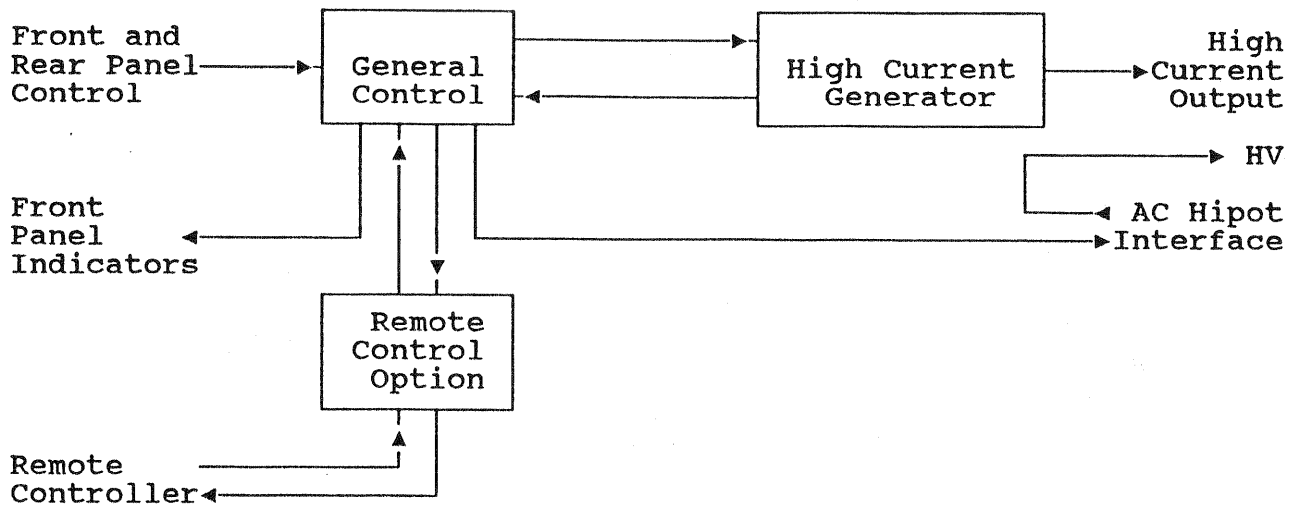 Front and
Rear Panel
Control
General
Control
High Current
Generator
High
Current
Output
HV
AC Hipot
Interface
Front
Panel
Indicators
Remote
Control
Option
Remote
Controller